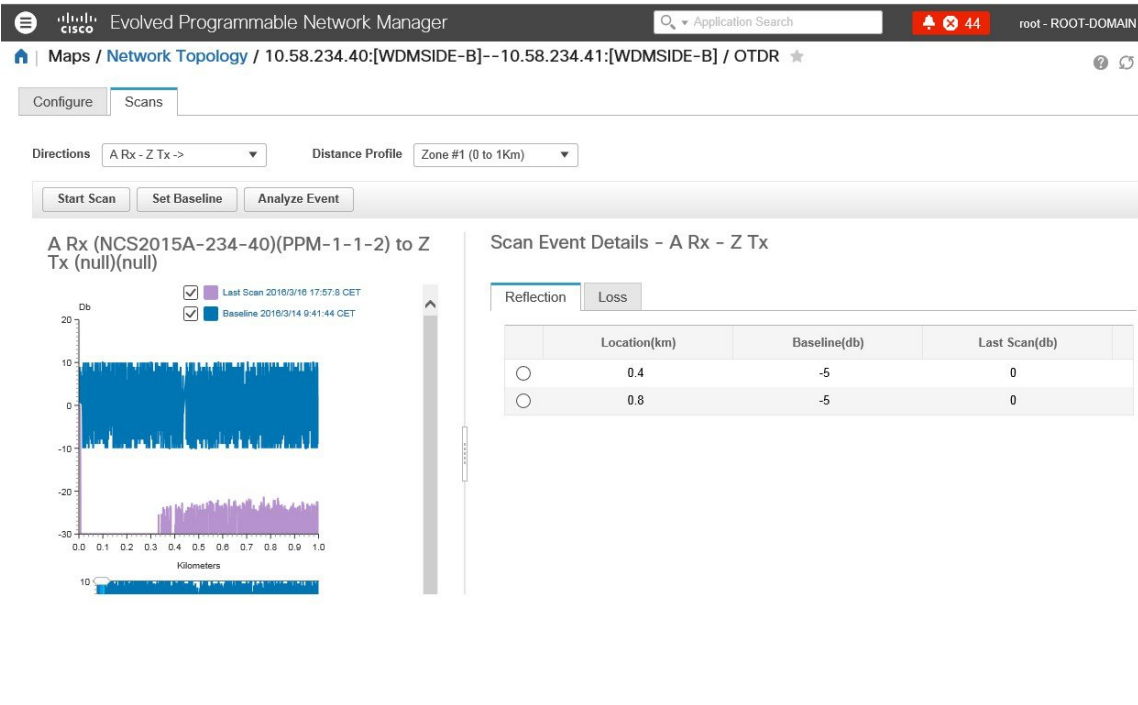 cisco Evolved Programmable Network Manager Application Search 44 root - ROOT-DOMAIN
Maps / Network Topology / 10.58.234.40:[WDMSIDE-B]--10.58.234.41:[WDMSIDE-B] / OTDR
Configure Scans
Directions A Rx - Z Tx -> Distance Profile Zone #1 (0 to 1Km)
Start Scan Set Baseline Analyze Event
A Rx (NCS2015A-234-40)(PPM-1-1-2) to Z
Tx (null)(null)
Last Scan 2016/3/16 17:57:8 CET
Baseline 2016/3/14 9:41:44 CET
Db
20
10
0
-10
-20
-30
0.0 0.1 0.2 0.3 0.4 0.5 0.6 0.7 0.8 0.9 1.0
Kilometers
10
Scan Event Details - A Rx - Z Tx
Reflection Loss
Location(km) Baseline(db) Last Scan(db)
0.4 -5 0
0.8 -5 0